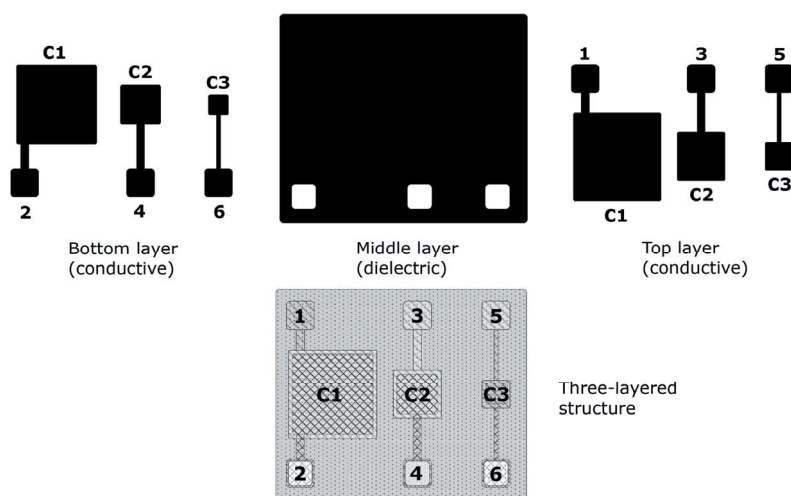 C1
C2
C3
2
4
6
Bottom layer
(conductive)
Middle layer
(dielectric)
1
3
5
C1
C2
C3
Top layer
(conductive)
1
3
5
C1
C2
C3
2
4
6
Three-layered
structure